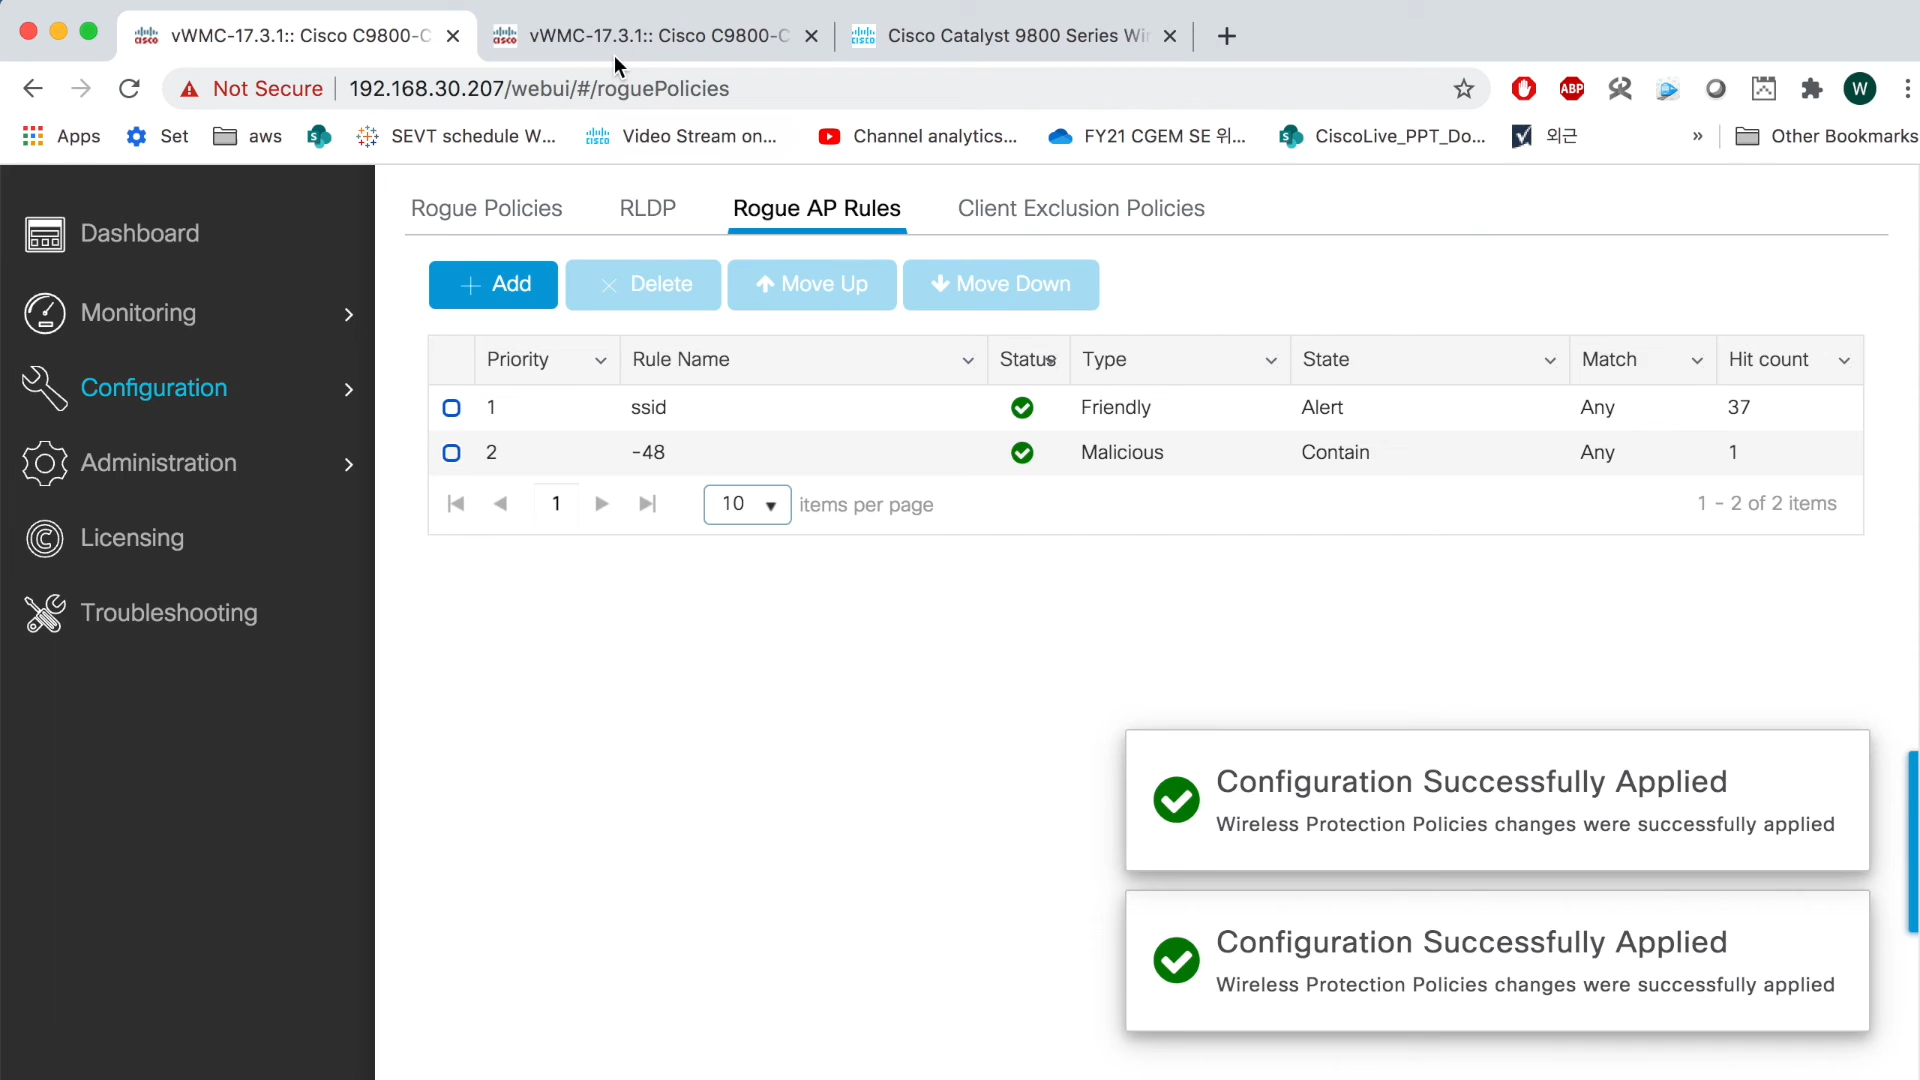 vWMC-17.3.1:: Cisco C9800-C
vWMC-17.3.1:: Cisco C9800-C
Cisco Catalyst 9800 Series Wir
Not Secure
192.168.30.207/webui/#/roguePolicies
ABP
W
Apps
Set
aws
SEVT schedule W...
Video Stream on...
Channel analytics...
FY21 CGEM SE 위...
CiscoLive_PPT_Do...
외근
»
Other Bookmarks
Dashboard
Monitoring
Configuration
Administration
Licensing
Troubleshooting
Rogue Policies
RLDP
Rogue AP Rules
Client Exclusion Policies
Add
Delete
Move Up
Move Down
Priority Rule Name Status Type State Match Hit count
1 ssid Friendly Alert Any 37
2 -48 Malicious Contain Any 1
1 10 items per page 1 - 2 of 2 items
Configuration Successfully Applied
Wireless Protection Policies changes were successfully applied
Configuration Successfully Applied
Wireless Protection Policies changes were successfully applied